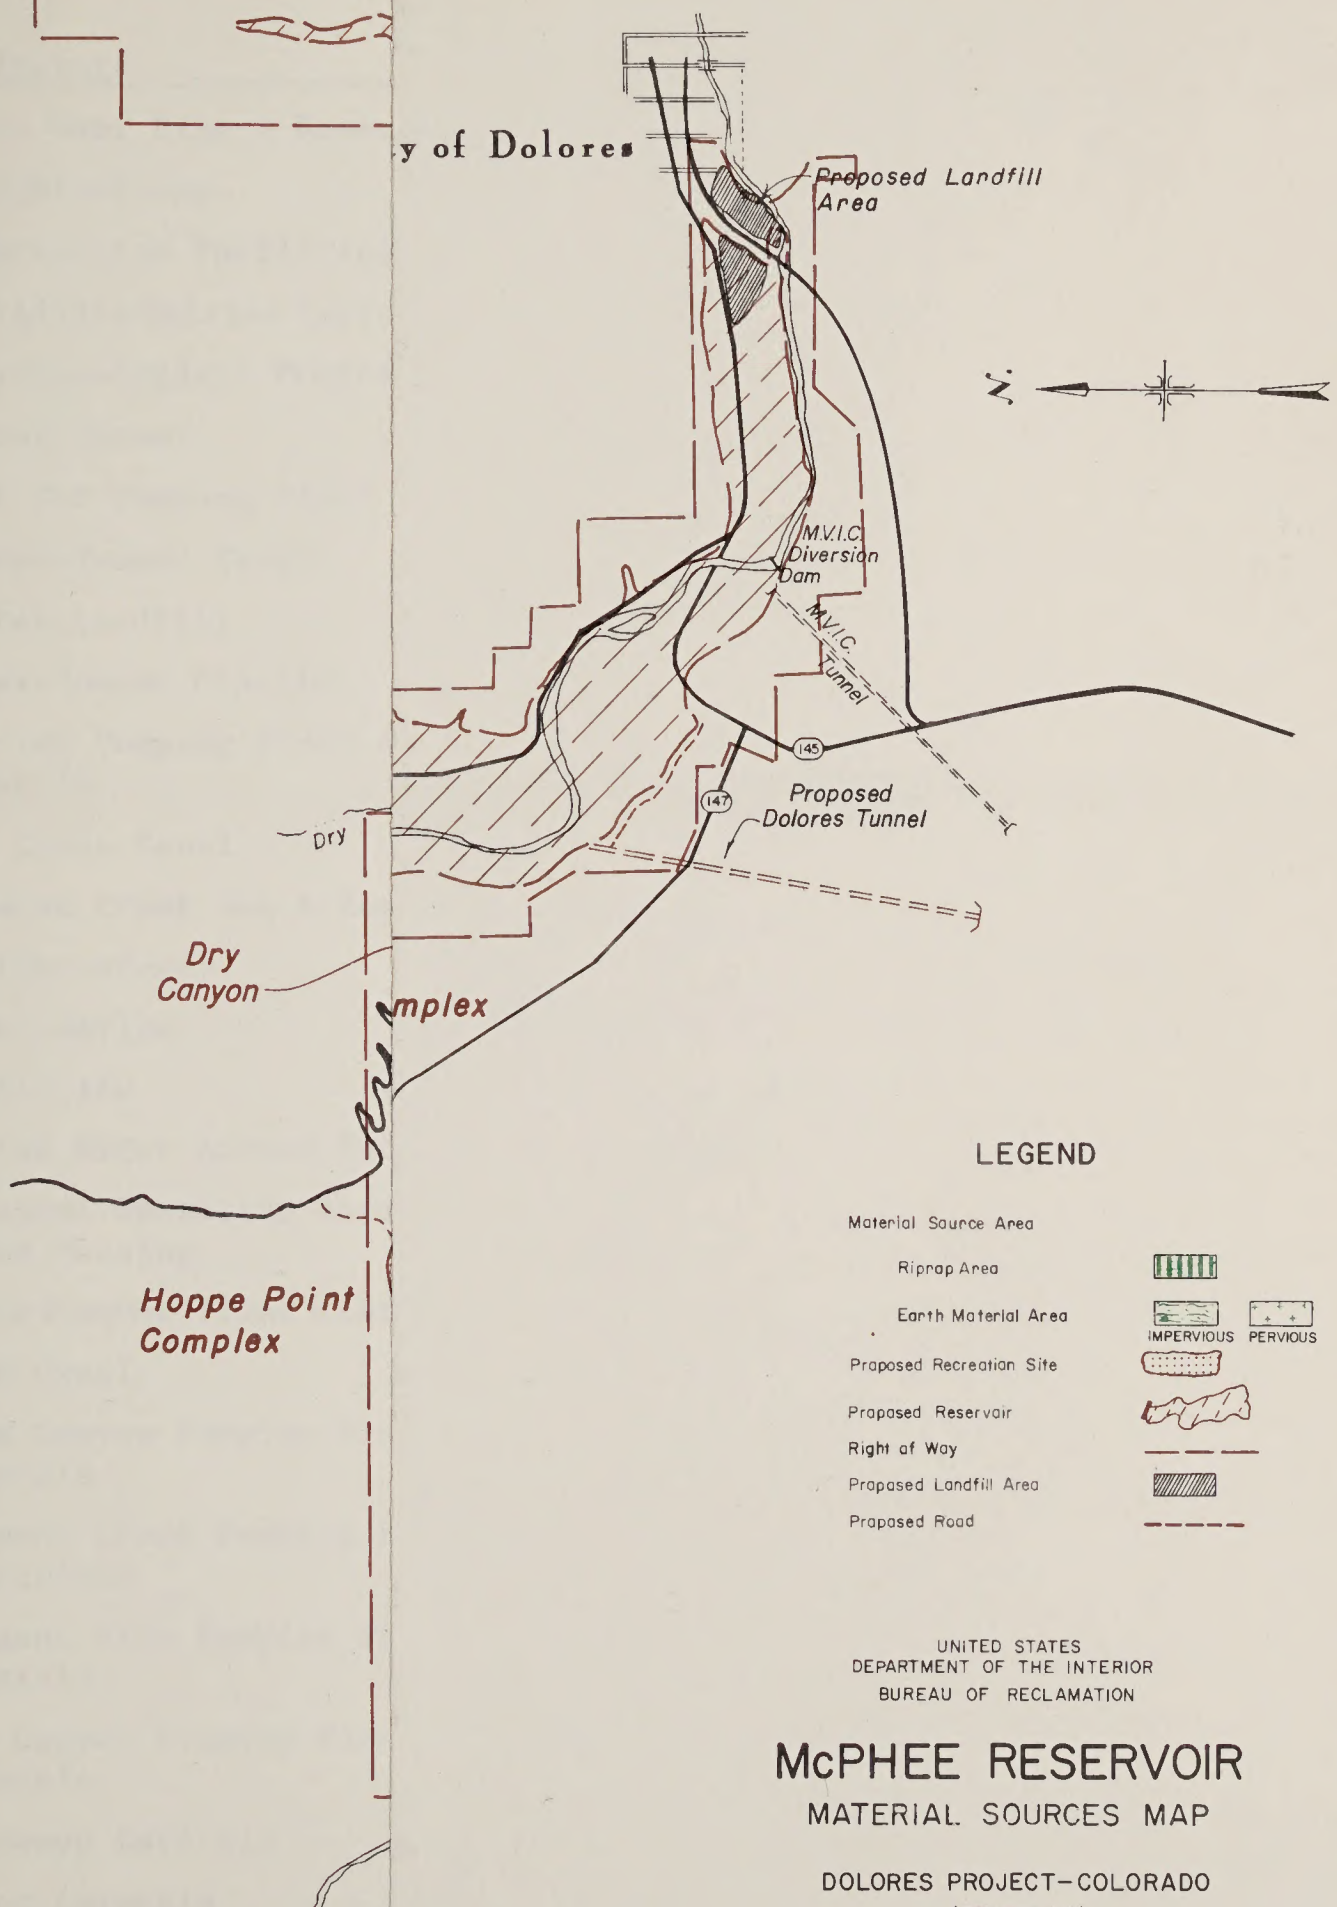 y of Dolores
Proposed Landfill
Area
N.
M.V.I.C.
Diversion
Dam
M.V.I.C.
Tunnel
145
147
Proposed
Dolores Tunnel
Dry
Dry
Canyon
mplex
Hoppe Point
Complex
LEGEND
Material Source Area
Riprap Area
Earth Material Area
IMPERVIOUS PERVIOUS
Proposed Recreation Site
Proposed Reservoir
Right of Way
Proposed Landfill Area
Proposed Road
UNITED STATES
DEPARTMENT OF THE INTERIOR
BUREAU OF RECLAMATION
McPHEE RESERVOIR
MATERIAL SOURCES MAP
DOLORES PROJECT-COLORADO